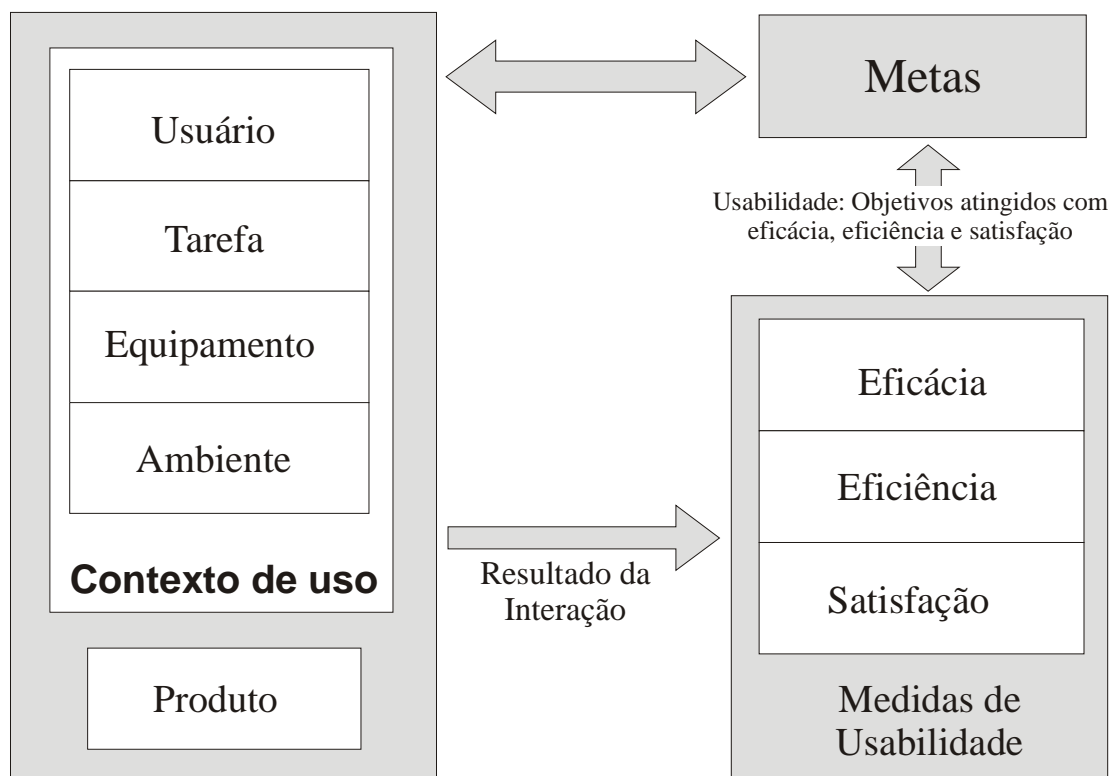 Usuário
Tarefa
Equipamento
Ambiente
Contexto de uso
Produto
Resultado da
Interação
Metas
Usabilidade: Objetivos atingidos com
eficácia, eficiência e satisfação
Eficácia
Eficiência
Satisfação
Medidas de
Usabilidade